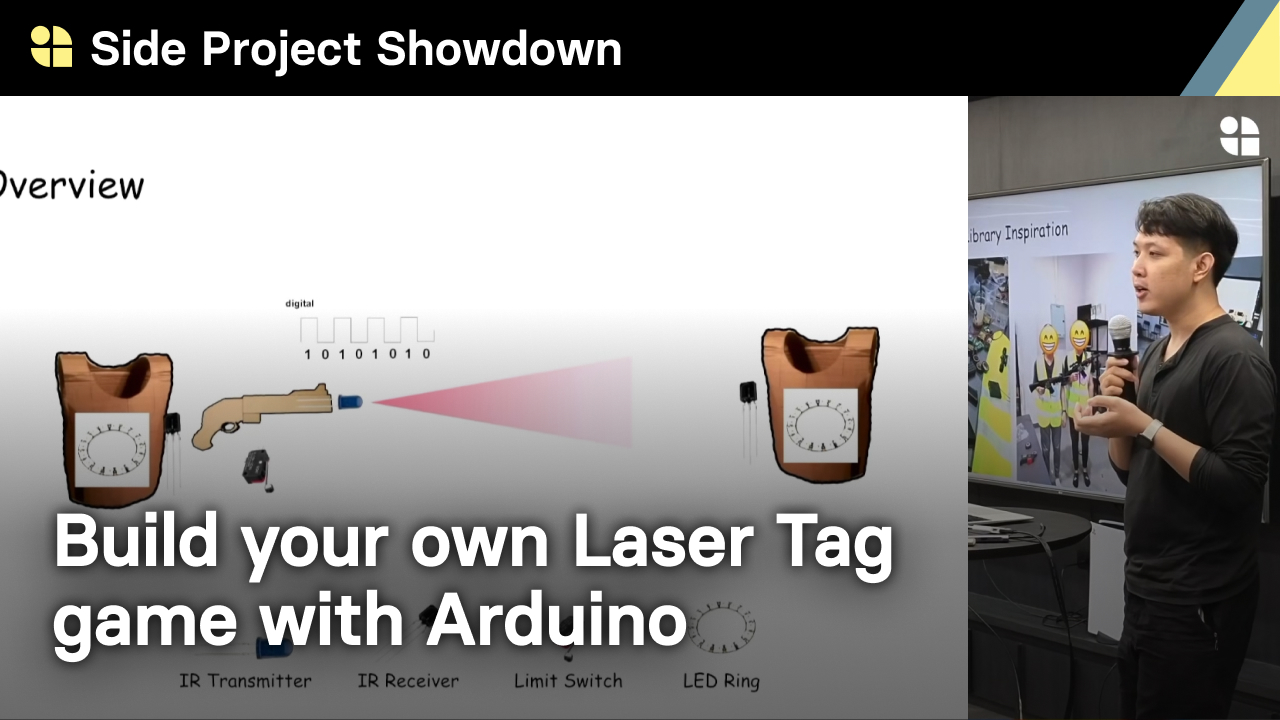 Side Project Showdown
Overview
Library Inspiration
digital
1 0 1 0 1 0 1 0
Build your own Laser Tag
game with Arduino
IR Transmitter IR Receiver Limit Switch LED Ring